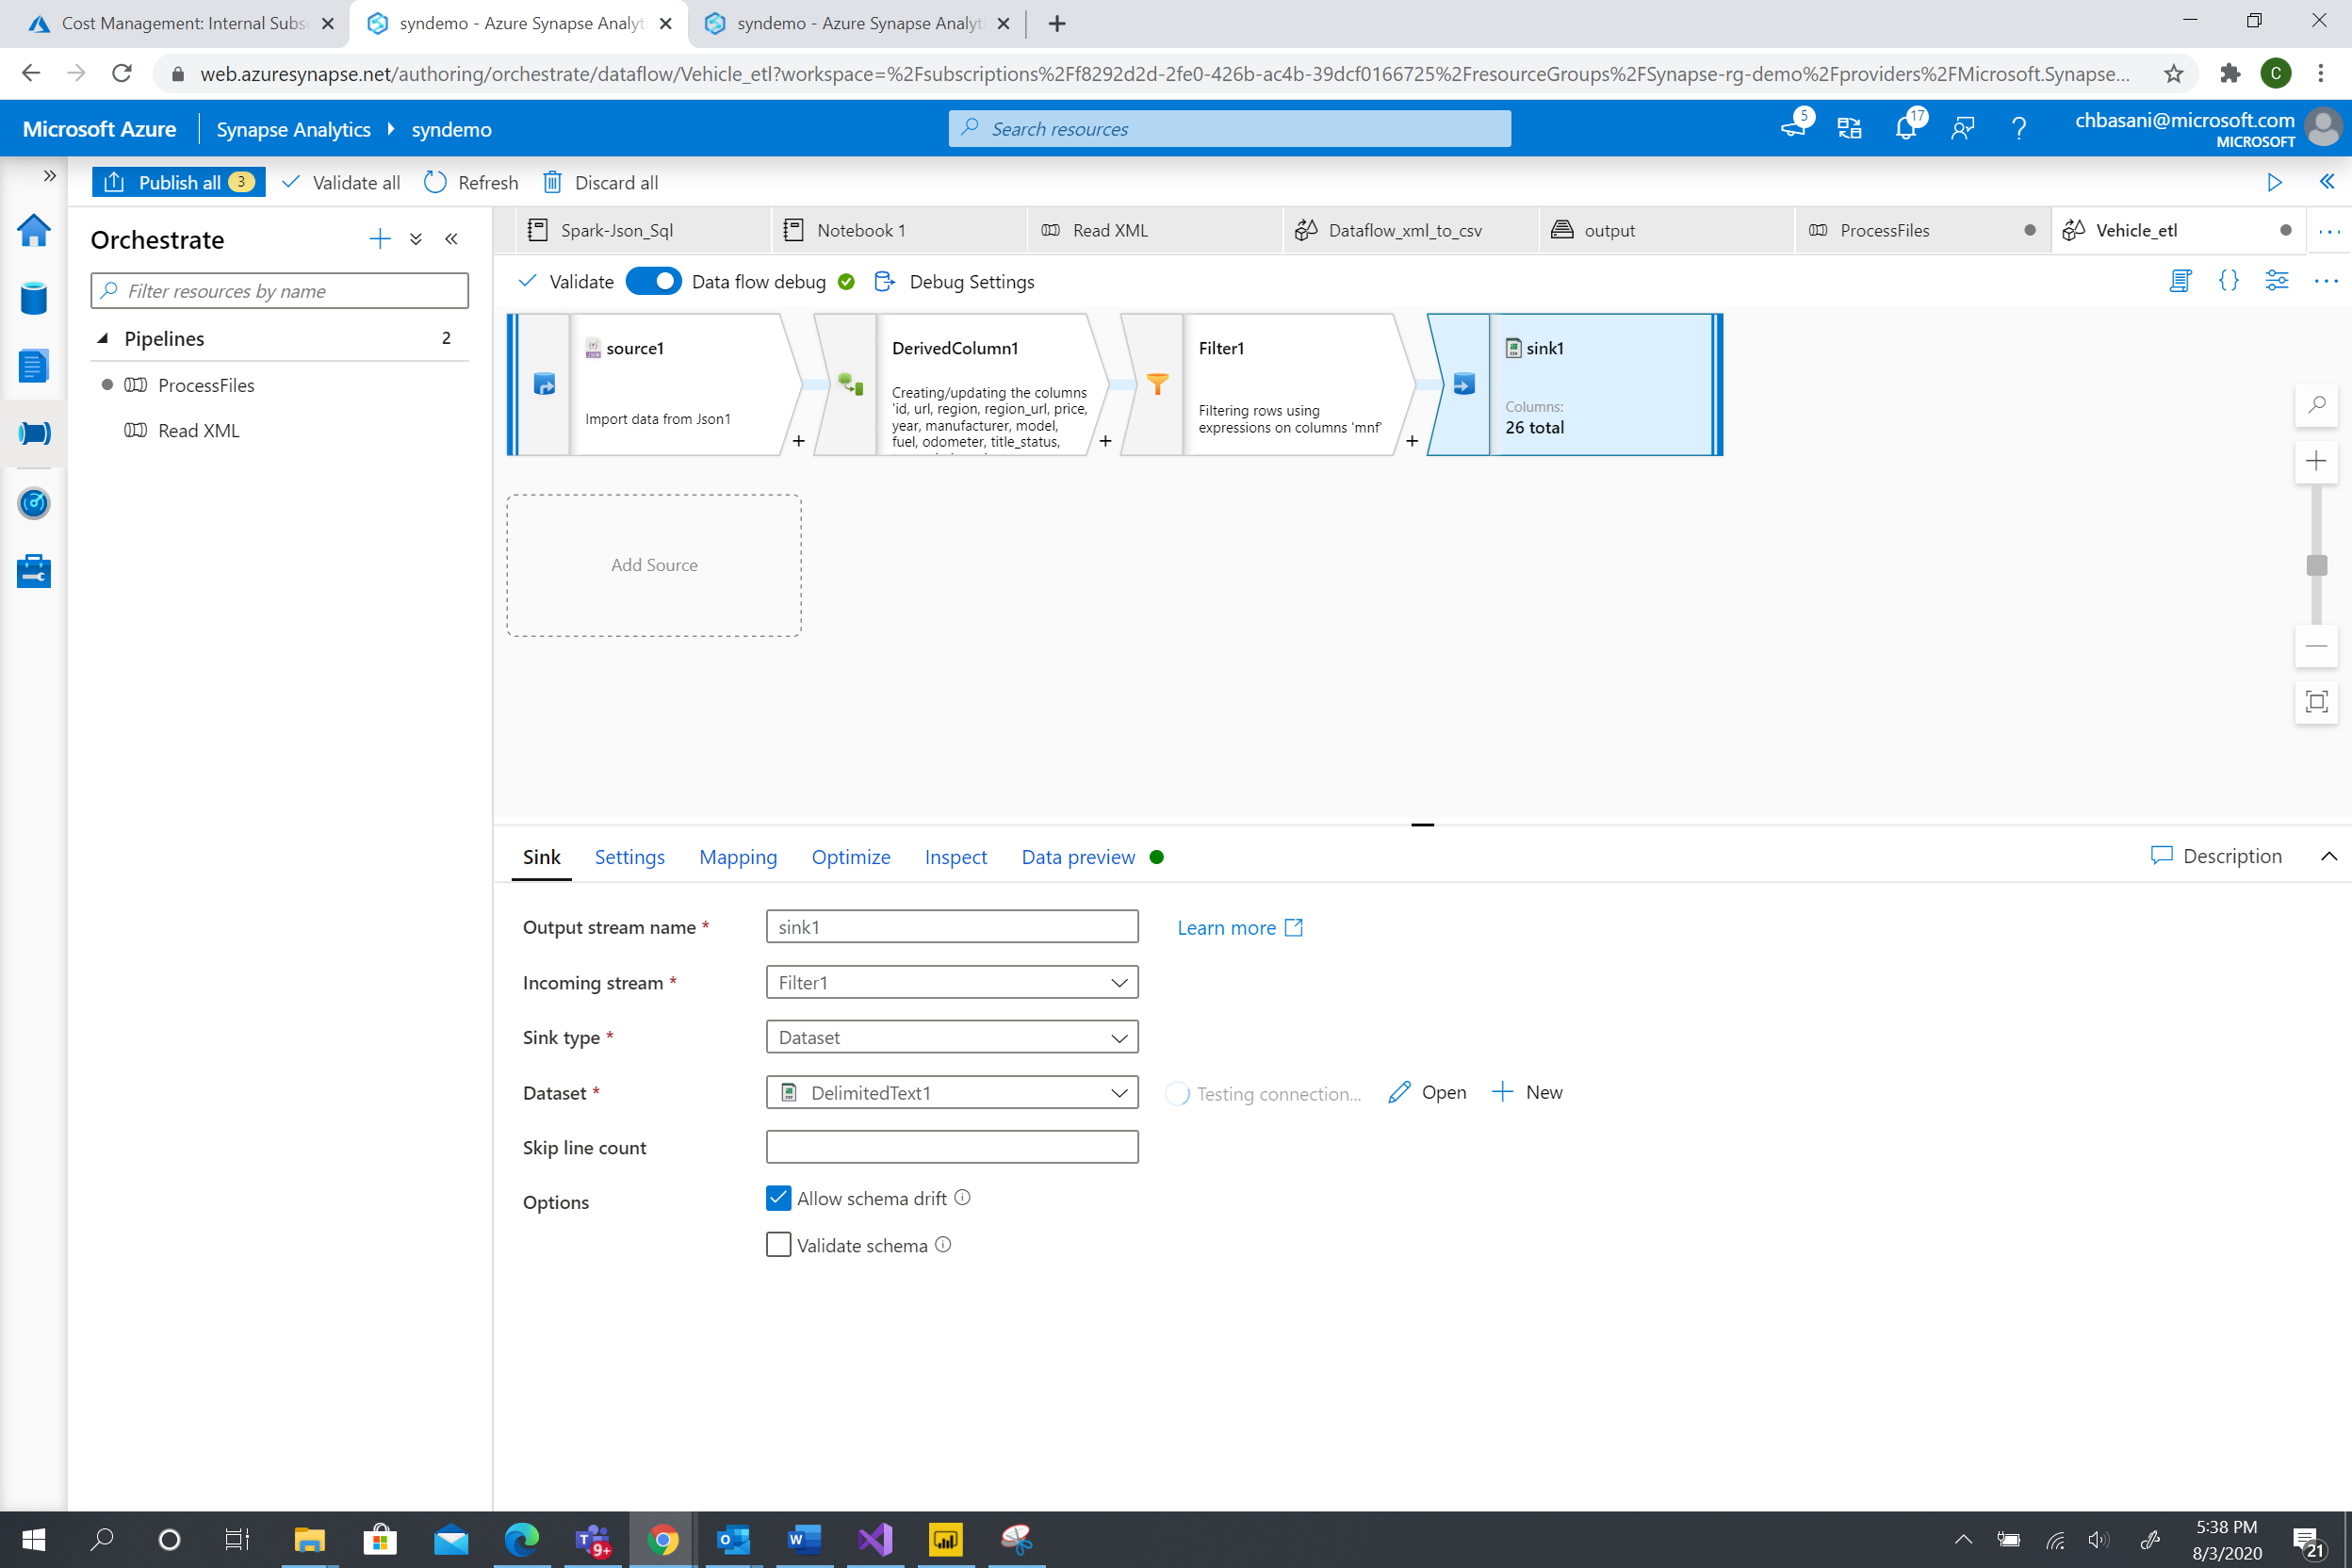 Cost Management: Internal Subs
syndemo - Azure Synapse Analyt
syndemo - Azure Synapse Analyt
web.azuresynapse.net/authoring/orchestrate/dataflow/Vehicle_etl?workspace=%2Fsubscriptions%2Ff8292d2d-2fe0-426b-ac4b-39dcf0166725%2FresourceGroups%2FSynapse-rg-demo%2Fproviders%2FMicrosoft.Synapse...
C
Microsoft Azure
Synapse Analytics
syndemo
Search resources
5
17
chbasani@microsoft.com
MICROSOFT
Publish all 3
Validate all
Refresh
Discard all
Orchestrate
Filter resources by name
Pipelines
2
ProcessFiles
Read XML
Spark-Json_Sql
Notebook 1
Read XML
Dataflow_xml_to_csv
output
ProcessFiles
Vehicle_etl
Validate
Data flow debug
Debug Settings
source1
Import data from Json1
DerivedColumn1
Creating/updating the columns
'id, url, region, region_url, price,
year, manufacturer, model,
fuel, odometer, title_status,
Filter1
Filtering rows using
expressions on columns 'mnf'
sink1
Columns:
26 total
Add Source
Sink
Settings
Mapping
Optimize
Inspect
Data preview
Description
Output stream name *
sink1
Learn more
Incoming stream *
Filter1
Sink type *
Dataset
Dataset *
DelimitedText1
Testing connection...
Open
New
Skip line count
Options
Allow schema drift
Validate schema
9+
5:38 PM
8/3/2020
21